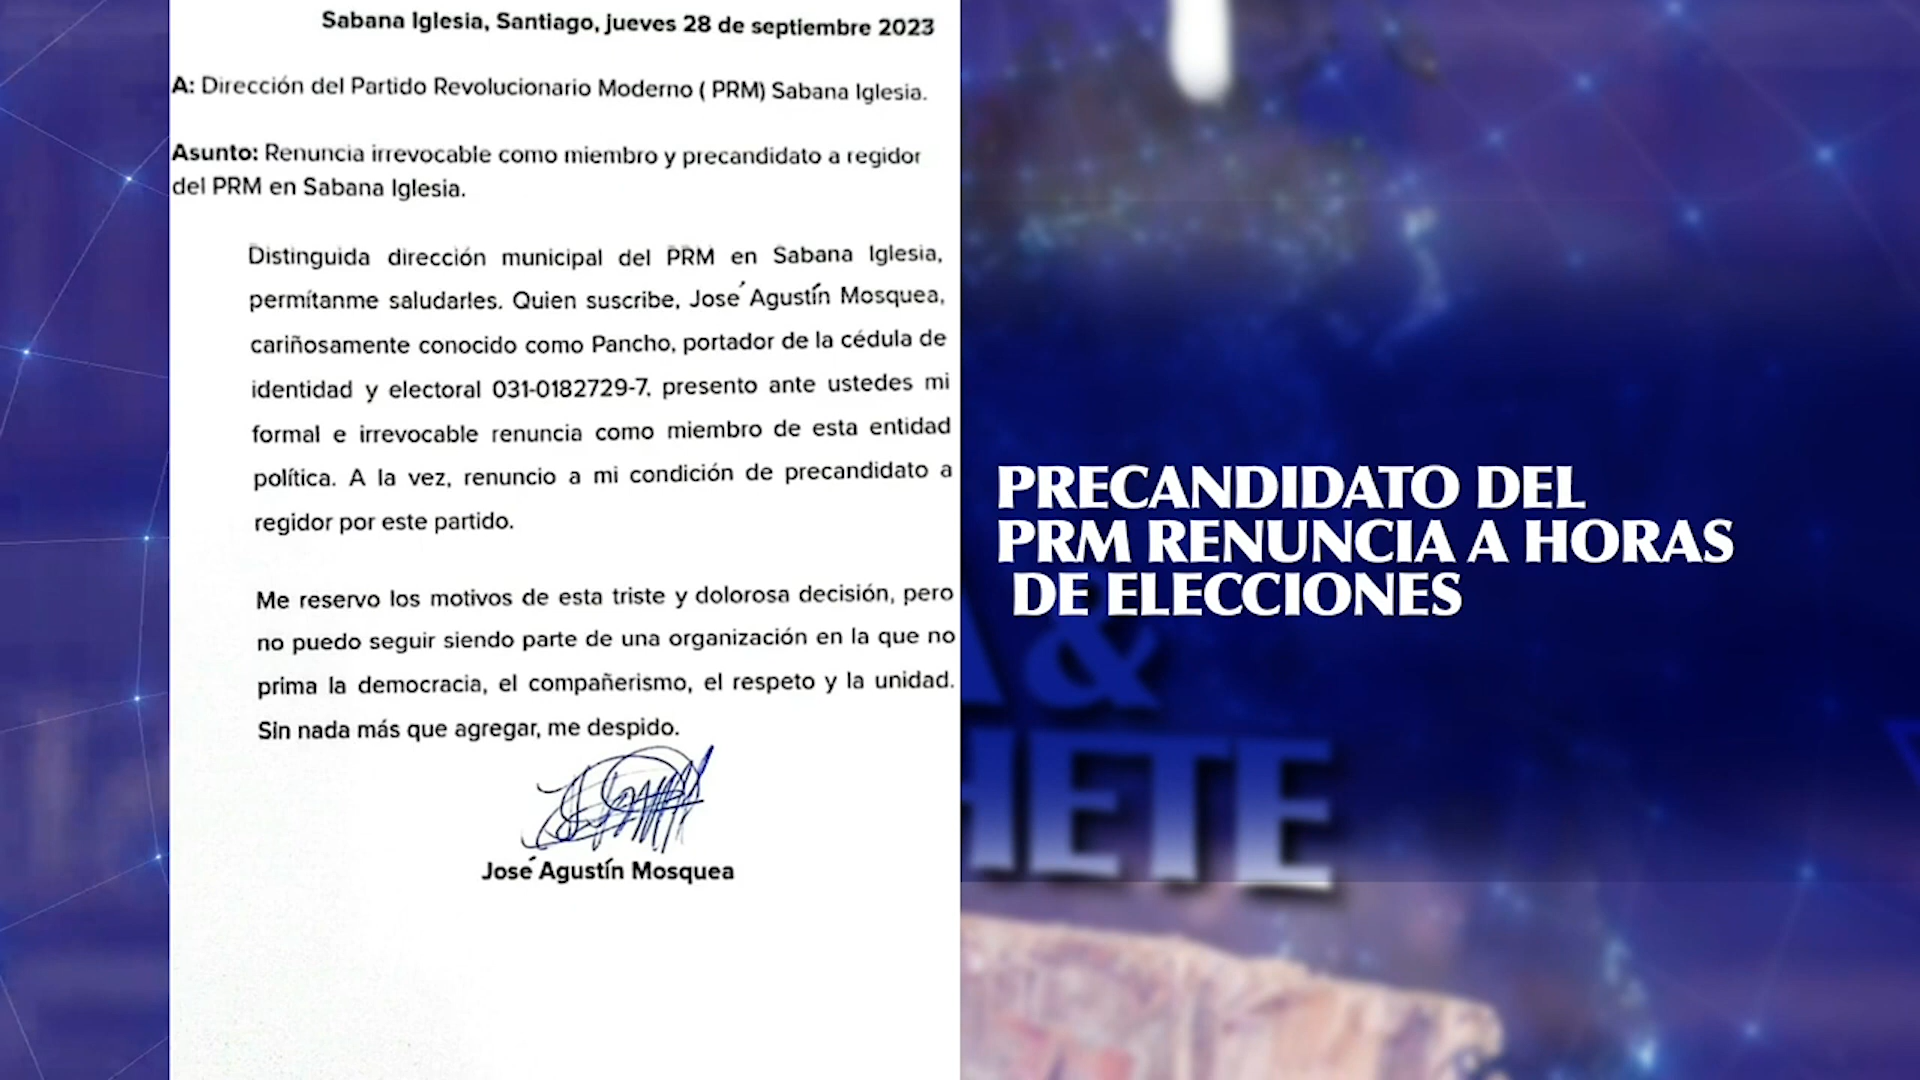 Sabana Iglesia, Santiago, jueves 28 de septiembre 2023
A: Dirección del Partido Revolucionario Moderno ( PRM) Sabana Iglesia.
Asunto: Renuncia irrevocable como miembro y precandidato a regidor
del PRM en Sabana Iglesia.
Distinguida dirección municipal del PRM en Sabana Iglesia,
permítanme saludarles. Quien suscribe, José Agustín Mosquea,
cariñosamente conocido como Pancho, portador de la cédula de
identidad y electoral 031-0182729-7, presento ante ustedes mi
formal e irrevocable renuncia como miembro de esta entidad
política. A la vez, renuncio a mi condición de precandidato a
regidor por este partido.
Me reservo los motivos de esta triste y dolorosa decisión, pero
no puedo seguir siendo parte de una organización en la que no
prima la democracia, el compañerismo, el respeto y la unidad.
Sin nada más que agregar, me despido.
José Agustín Mosquea
PRECANDIDATO DEL
PRM RENUNCIA A HORAS
DE ELECCIONES
&
HETE